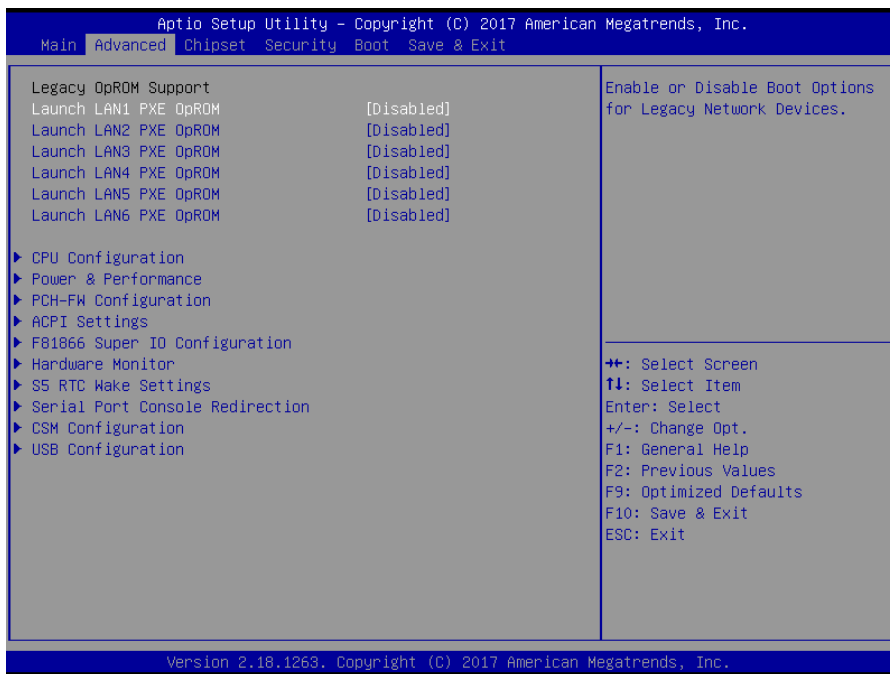 Aptio Setup Utility – Copyright (C) 2017 American Megatrends, Inc.
Main Advanced Chipset Security Boot Save & Exit
Legacy OpROM Support
Launch LAN1 PXE OpROM [Disabled]
Launch LAN2 PXE OpROM [Disabled]
Launch LAN3 PXE OpROM [Disabled]
Launch LAN4 PXE OpROM [Disabled]
Launch LAN5 PXE OpROM [Disabled]
Launch LAN6 PXE OpROM [Disabled]
▶ CPU Configuration
▶ Power & Performance
▶ PCH-FW Configuration
▶ ACPI Settings
▶ F81866 Super IO Configuration
▶ Hardware Monitor
▶ S5 RTC Wake Settings
▶ Serial Port Console Redirection
▶ CSM Configuration
▶ USB Configuration
Enable or Disable Boot Options
for Legacy Network Devices.
→←: Select Screen
↑↓: Select Item
Enter: Select
+/-: Change Opt.
F1: General Help
F2: Previous Values
F9: Optimized Defaults
F10: Save & Exit
ESC: Exit
Version 2.18.1263. Copyright (C) 2017 American Megatrends, Inc.